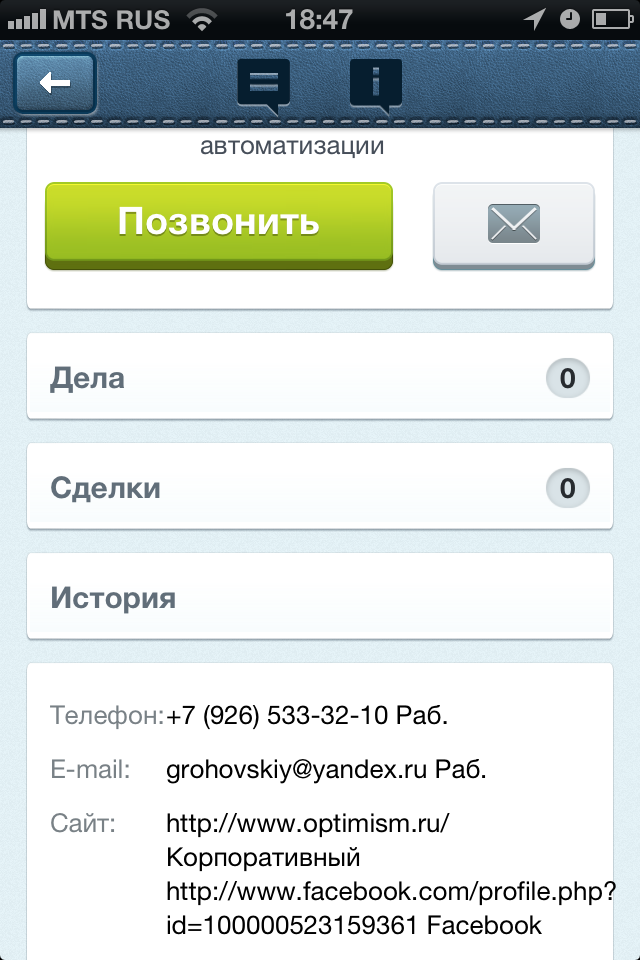 MTS RUS 18:47
автоматизации
Позвонить
Дела 0
Сделки 0
История
Телефон: +7 (926) 533-32-10 Раб.
E-mail: grohovskiy@yandex.ru Раб.
Сайт: http://www.optimism.ru/
Корпоративный
http://www.facebook.com/profile.php?
id=100000523159361 Facebook